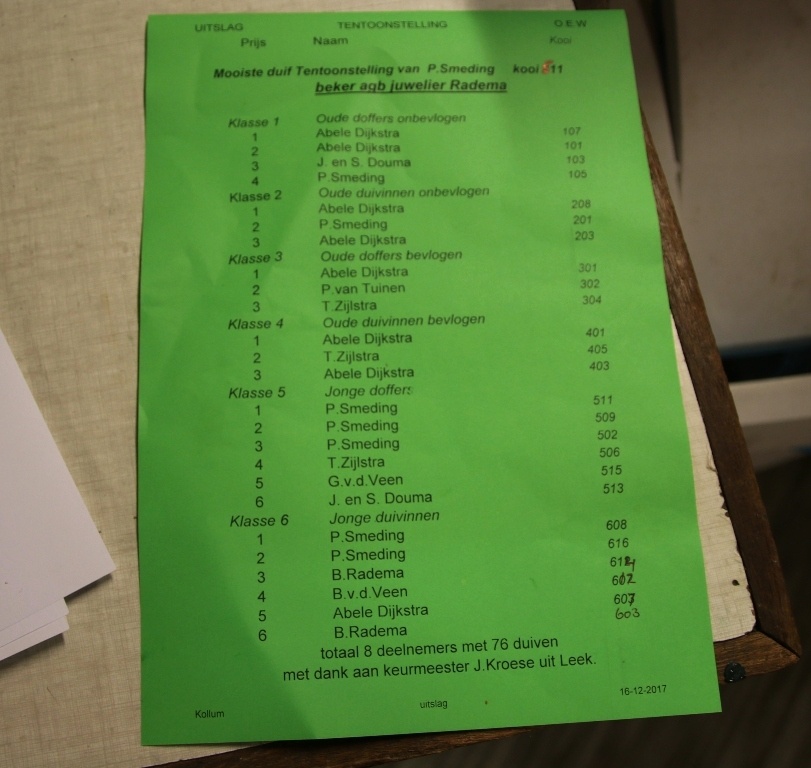 UITSLAG TENTOONSTELLING O.E.W
Prijs Naam Kooi
Mooiste duif Tentoonstelling van P.Smeding kooi 511
beker agb juwelier Radema
Klasse 1 Oude doffers onbevlogen
1 Abele Dijkstra 107
2 Abele Dijkstra 101
3 J. en S. Douma 103
4 P.Smeding 105
Klasse 2 Oude duivinnen onbevlogen
1 Abele Dijkstra 208
2 P.Smeding 201
3 Abele Dijkstra 203
Klasse 3 Oude doffers bevlogen
1 Abele Dijkstra 301
2 P.van Tuinen 302
3 T.Zijlstra 304
Klasse 4 Oude duivinnen bevlogen
1 Abele Dijkstra 401
2 T.Zijlstra 405
3 Abele Dijkstra 403
Klasse 5 Jonge doffers
1 P.Smeding 511
2 P.Smeding 509
3 P.Smeding 502
4 T.Zijlstra 506
5 G.v.d.Veen 515
6 J. en S. Douma 513
Klasse 6 Jonge duivinnen
1 P.Smeding 608
2 P.Smeding 616
3 B.Radema 614
4 B.v.d.Veen 612
5 Abele Dijkstra 607
6 B.Radema 603
totaal 8 deelnemers met 76 duiven
met dank aan keurmeester J.Kroese uit Leek.
Kollum uitslag 16-12-2017